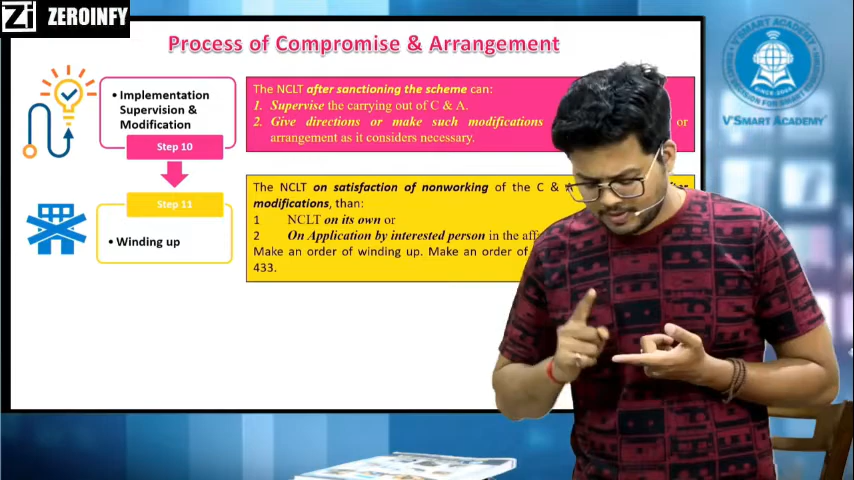 Zi ZEROINFY
Process of Compromise & Arrangement
• Implementation
Supervision &
Modification
Step 10
The NCLT after sanctioning the scheme can:
1. Supervise the carrying out of C & A.
2. Give directions or make such modifications or
arrangement as it considers necessary.
Step 11
• Winding up
The NCLT on satisfaction of nonworking of the C &
modifications, than:
1 NCLT on its own or
2 On Application by interested person in the
Make an order of winding up. Make an order of
433.
V'SMART ACADEMY
SINCE-2008
V'SMART ACADEMY